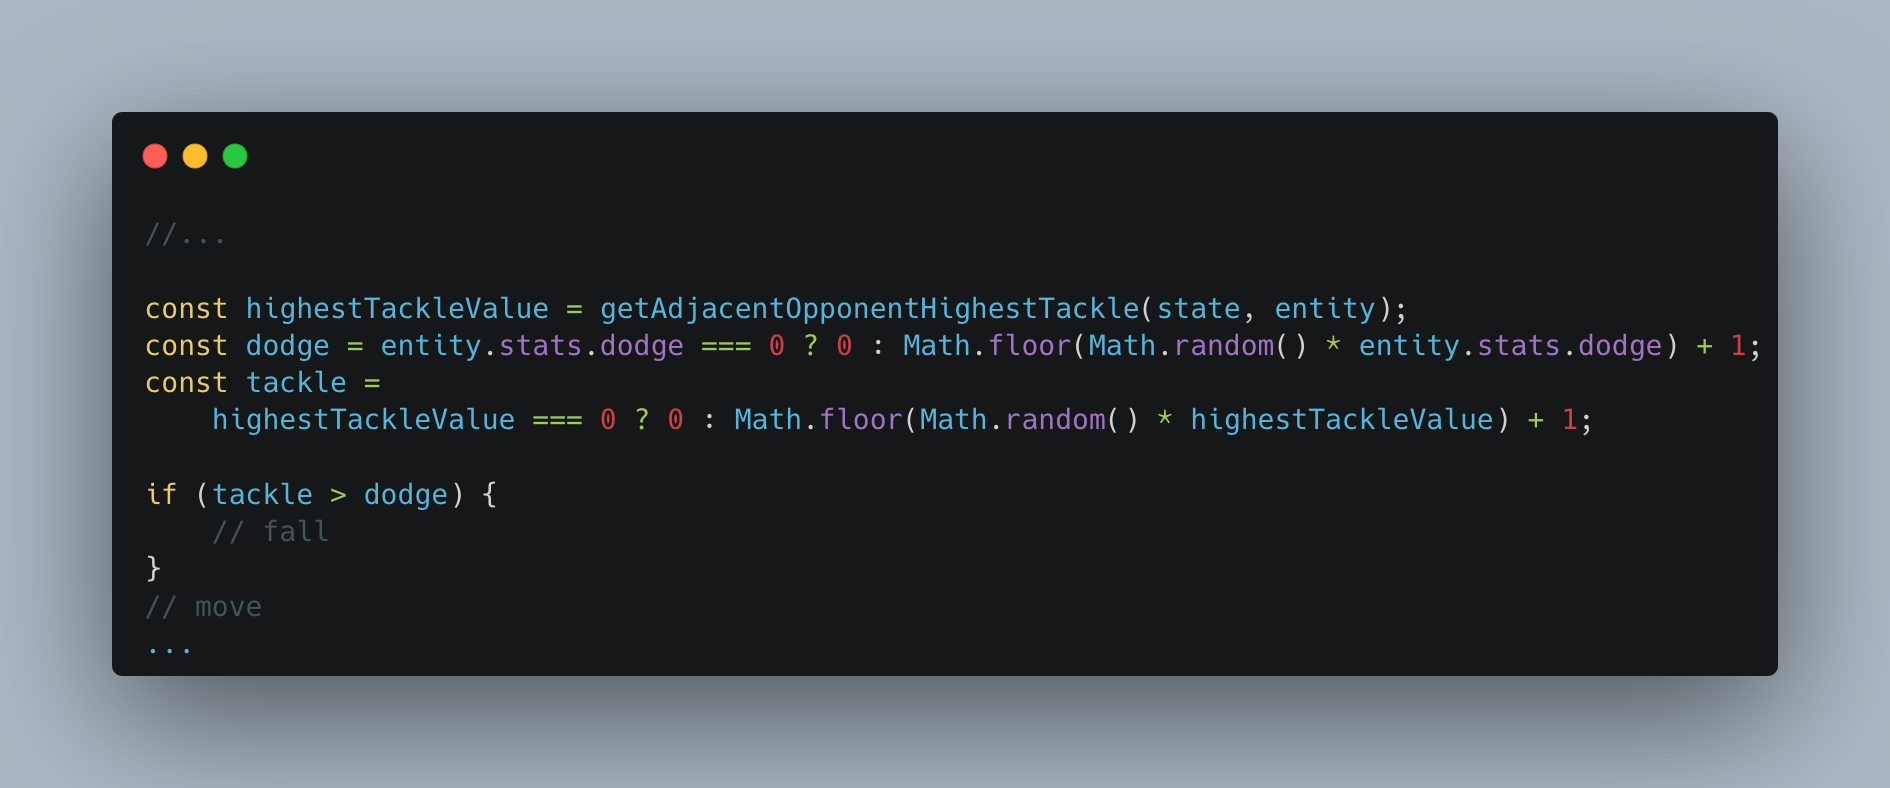 //...
const highestTackleValue = getAdjacentOpponentHighestTackle(state, entity);
const dodge = entity.stats.dodge === 0 ? 0 : Math.floor(Math.random() * entity.stats.dodge) + 1;
const tackle =
    highestTackleValue === 0 ? 0 : Math.floor(Math.random() * highestTackleValue) + 1;
if (tackle > dodge) {
    // fall
}
// move
...